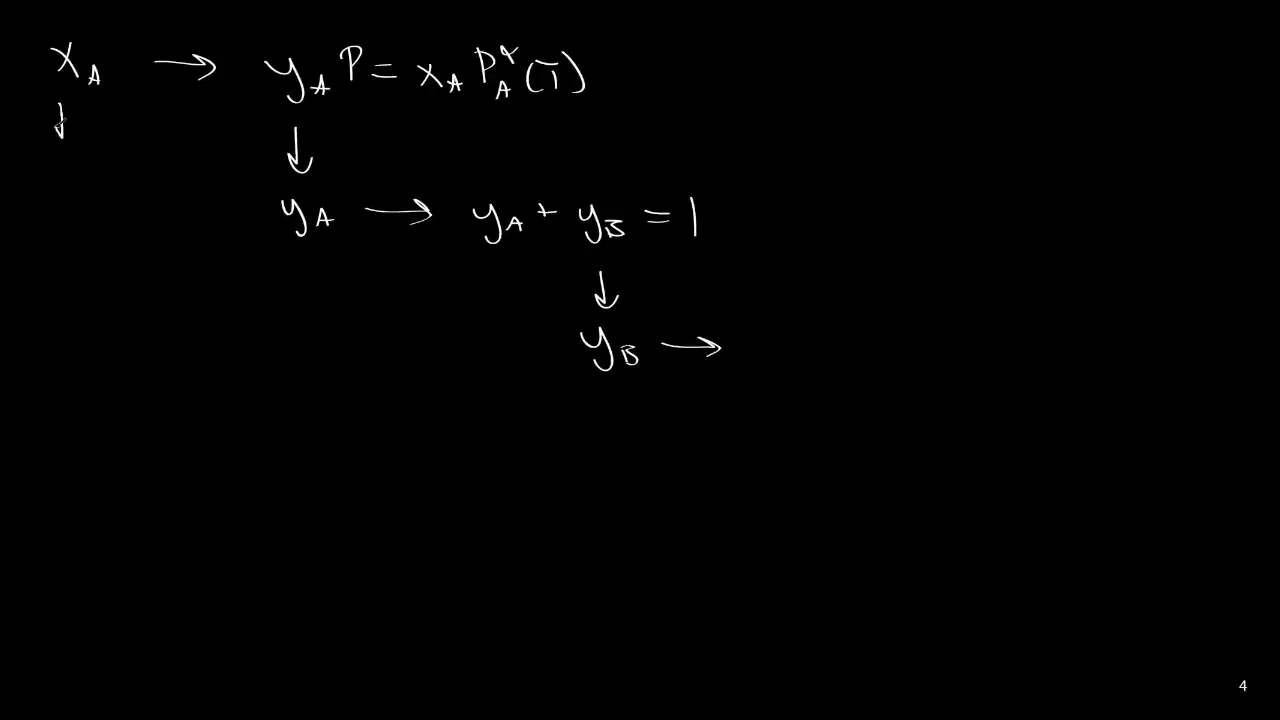 x_A → y_A P = x_A P_A^*(T)
↓ ↓
y_A → y_A + y_B = 1
↓
y_B →
4